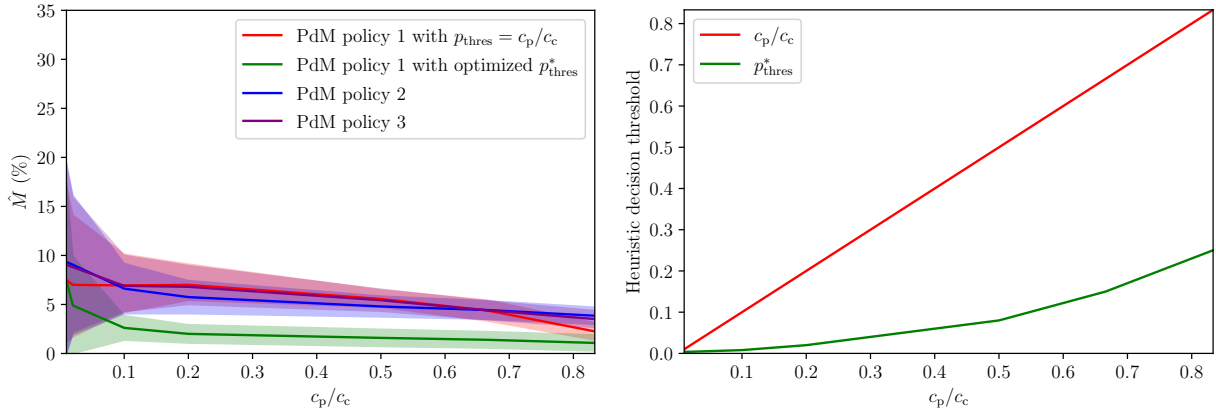 35
30
25
20
15
10
5
0
M̂ (%)
PdM policy 1 with p_thres = c_p/c_c
PdM policy 1 with optimized p*_thres
PdM policy 2
PdM policy 3
0.1 0.2 0.3 0.4 0.5 0.6 0.7 0.8
c_p/c_c
0.8
0.7
0.6
0.5
0.4
0.3
0.2
0.1
0.0
Heuristic decision threshold
c_p/c_c
p*_thres
0.1 0.2 0.3 0.4 0.5 0.6 0.7 0.8
c_p/c_c